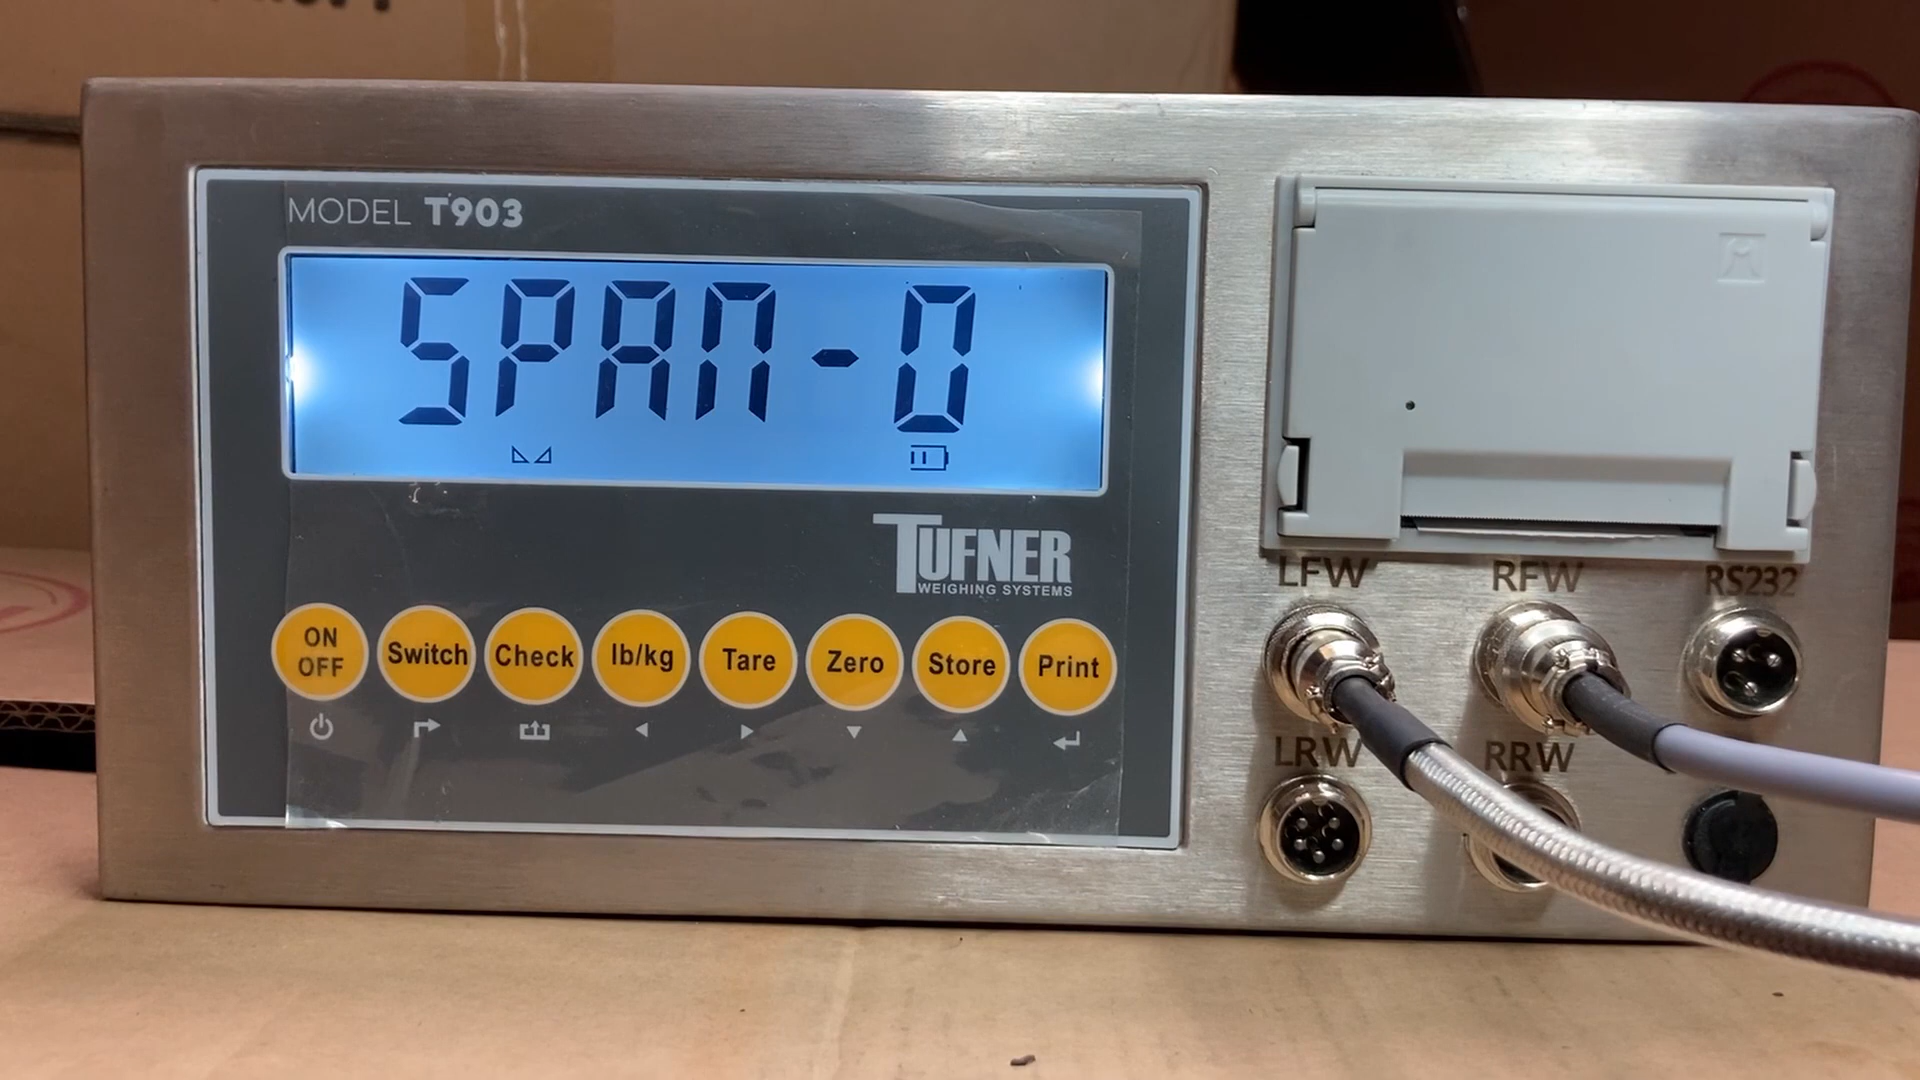 MODEL T903
SPAN-0
TUFNER
WEIGHING SYSTEMS
ON OFF
Switch
Check
lb/kg
Tare
Zero
Store
Print
LFW
RFW
RS232
LRW
RRW